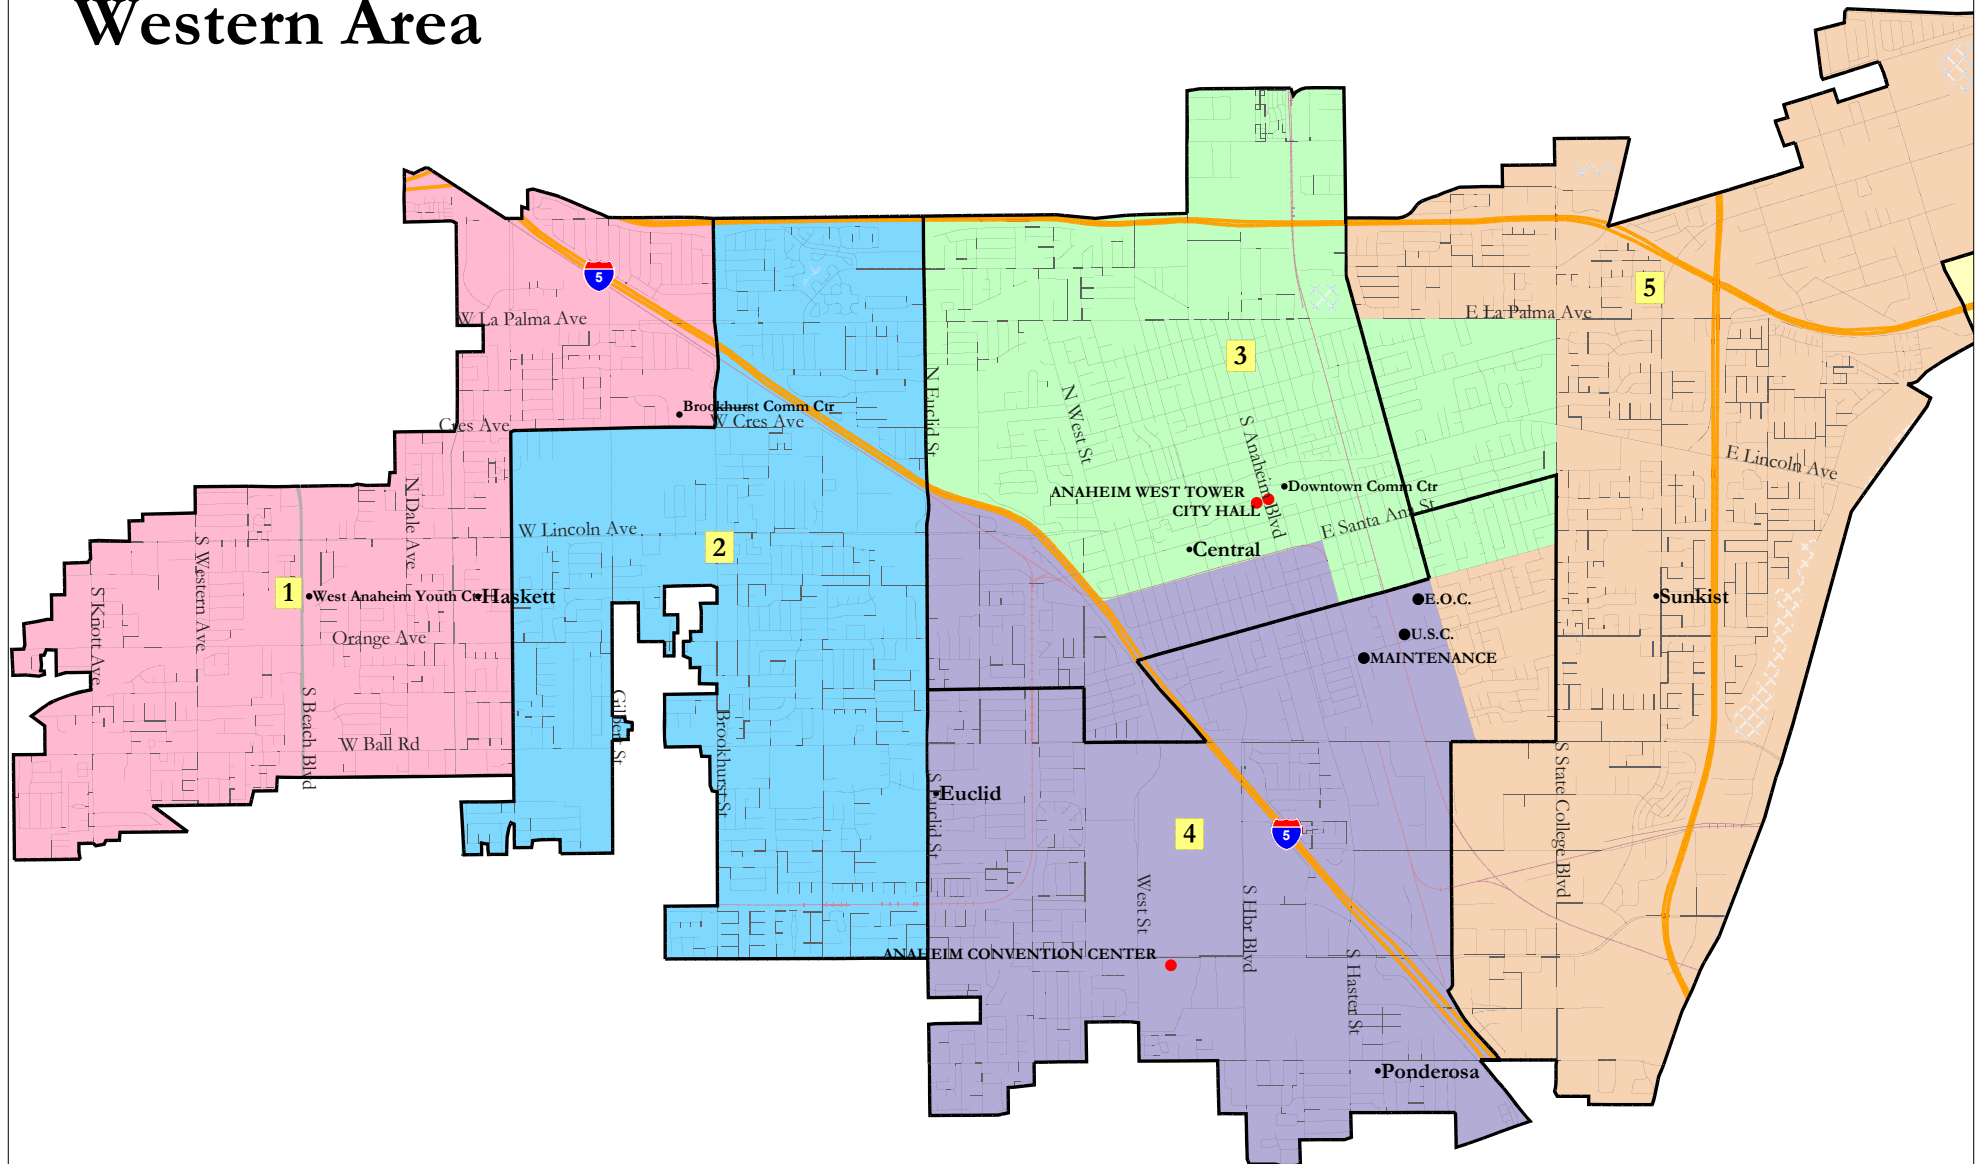 Western Area
5
5
E La Palma Ave
W La Palma Ave
3
N Euclid St
N West St
Brookhurst Comm Ctr
W Cres Ave
Cres Ave
S Anaheim Blvd
E Lincoln Ave
N Dale Ave
ANAHEIM WEST TOWER
Downtown Comm Ctr
CITY HALL
E Santa Ana St
W Lincoln Ave
2
Central
S Western Ave
S Knott Ave
1
West Anaheim Youth Ctr
Haskett
E.O.C.
Sunkist
Orange Ave
U.S.C.
MAINTENANCE
S Beach Blvd
Gilbert St
Brookhurst St
W Ball Rd
S State College Blvd
S Euclid St
Euclid
4
5
West St
S Hbr Blvd
S Haster St
ANAHEIM CONVENTION CENTER
Ponderosa